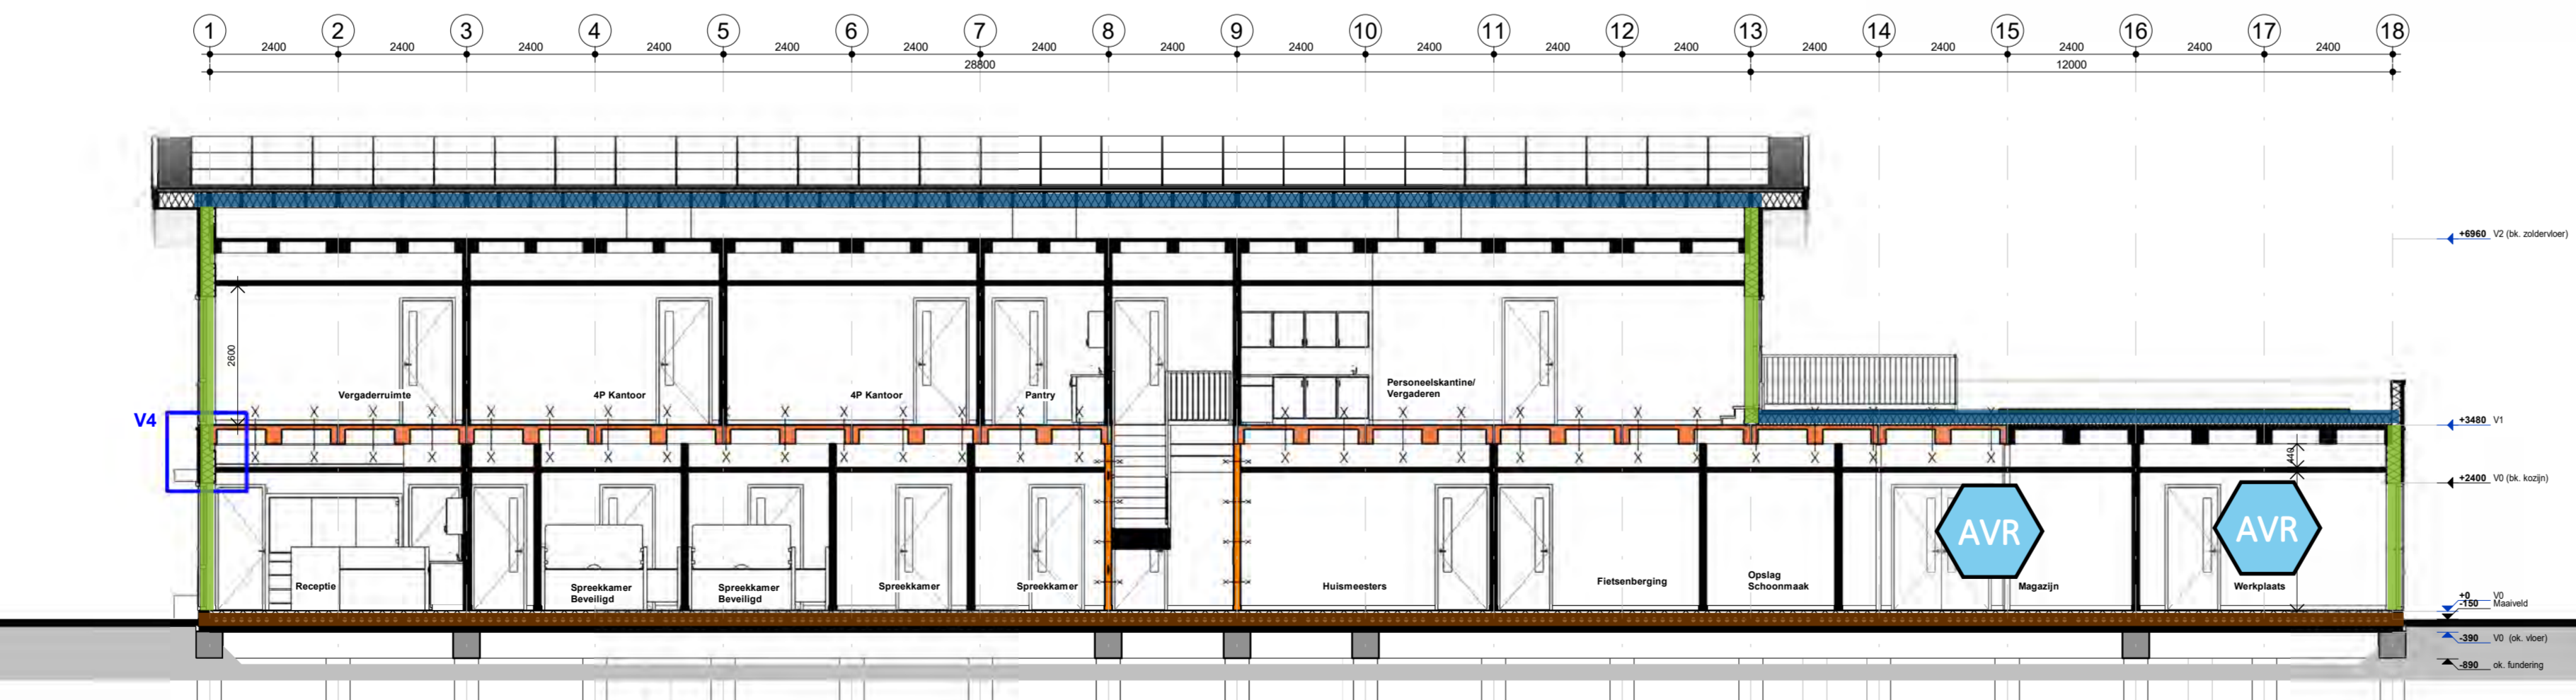 1 2 3 4 5 6 7 8 9 10 11 12 13 14 15 16 17 18
2400 2400 2400 2400 2400 2400 2400 2400 2400 2400 2400 2400 2400 2400 2400 2400 2400
28800 12000
+6960 V2 (bk. zoldervloer)
2600
Vergaderruimte
4P Kantoor
4P Kantoor
Pantry
Personeelskantine/
Vergaderen
V4
+3480 V1
440
+2400 V0 (bk. kozijn)
AVR
AVR
Receptie
Spreekkamer
Beveiligd
Spreekkamer
Beveiligd
Spreekkamer
Spreekkamer
Huismeesters
Fietsenberging
Opslag
Schoonmaak
Magazijn
Werkplaats
+0 V0
-150 Maaiveld
-390 V0 (ok. vloer)
-890 ok. fundering